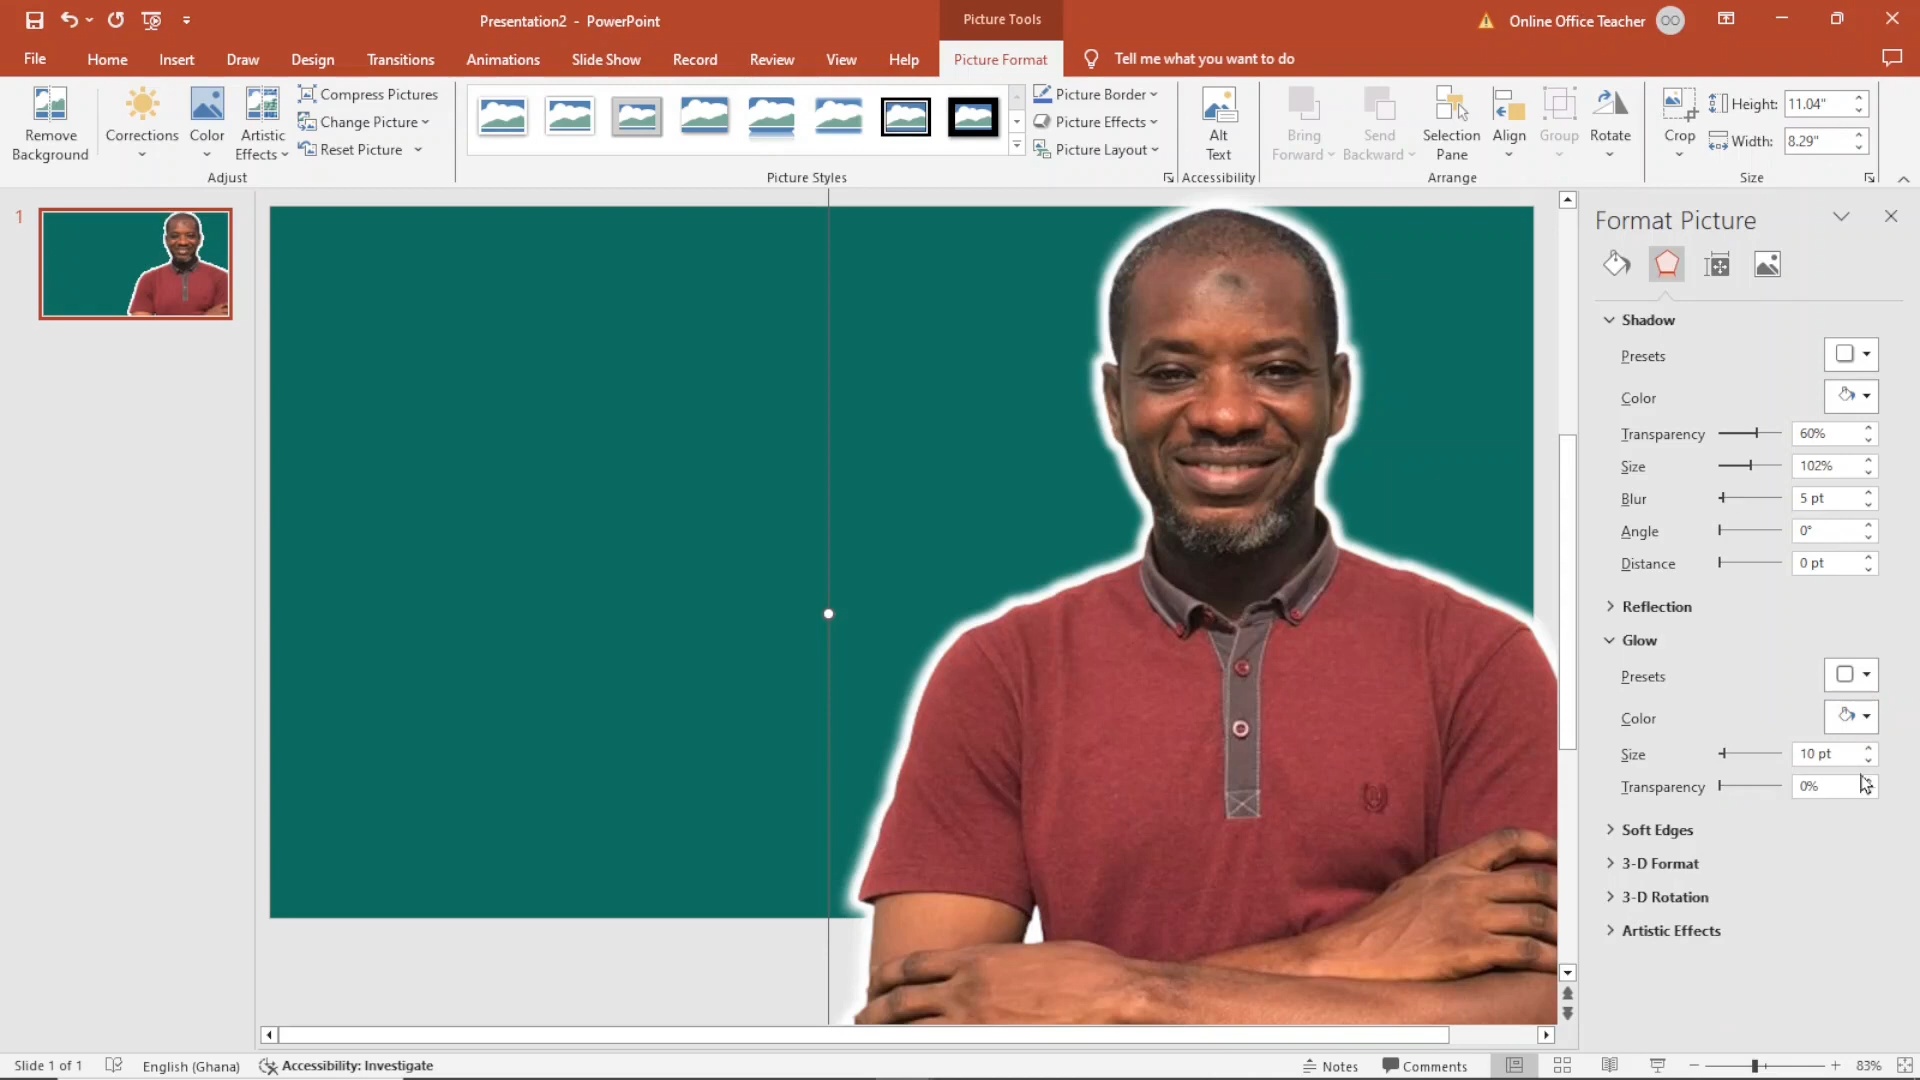 Presentation2 - PowerPoint
Picture Tools
Online Office Teacher
OO
File
Home
Insert
Draw
Design
Transitions
Animations
Slide Show
Record
Review
View
Help
Picture Format
Tell me what you want to do
Remove Background
Corrections
Color
Artistic Effects
Compress Pictures
Change Picture
Reset Picture
Adjust
Picture Styles
Picture Border
Picture Effects
Picture Layout
Alt Text
Accessibility
Bring Forward
Send Backward
Selection Pane
Align
Group
Rotate
Arrange
Crop
Height: 11.04"
Width: 8.29"
Size
1
Format Picture
Shadow
Presets
Color
Transparency 60%
Size 102%
Blur 5 pt
Angle 0°
Distance 0 pt
Reflection
Glow
Presets
Color
Size 10 pt
Transparency 0%
Soft Edges
3-D Format
3-D Rotation
Artistic Effects
Slide 1 of 1
English (Ghana)
Accessibility: Investigate
Notes
Comments
83%